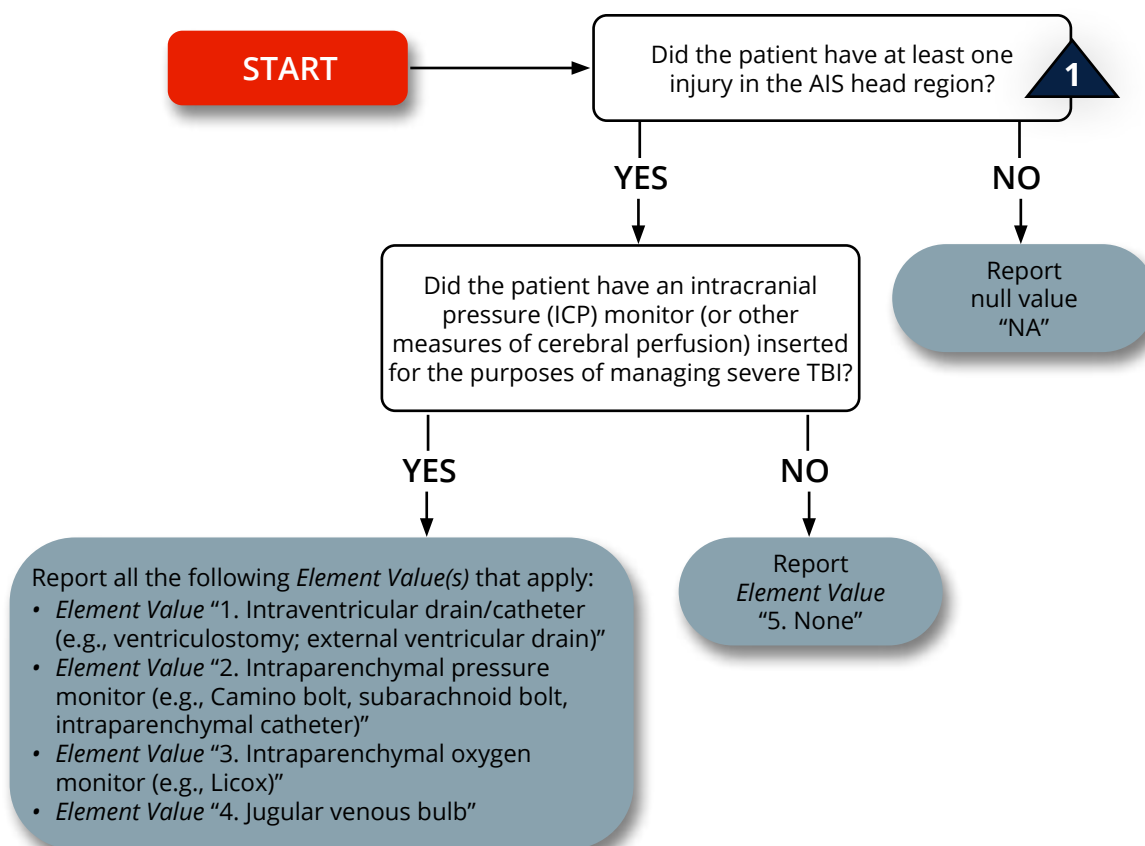 START
Did the patient have at least one
injury in the AIS head region?
1
YES
NO
Did the patient have an intracranial
pressure (ICP) monitor (or other
measures of cerebral perfusion) inserted
for the purposes of managing severe TBI?
Report
null value
“NA”
YES
NO
Report all the following Element Value(s) that apply:
• Element Value “1. Intraventricular drain/catheter
(e.g., ventriculostomy; external ventricular drain)”
• Element Value “2. Intraparenchymal pressure
monitor (e.g., Camino bolt, subarachnoid bolt,
intraparenchymal catheter)”
• Element Value “3. Intraparenchymal oxygen
monitor (e.g., Licox)”
• Element Value “4. Jugular venous bulb”
Report
Element Value
“5. None”